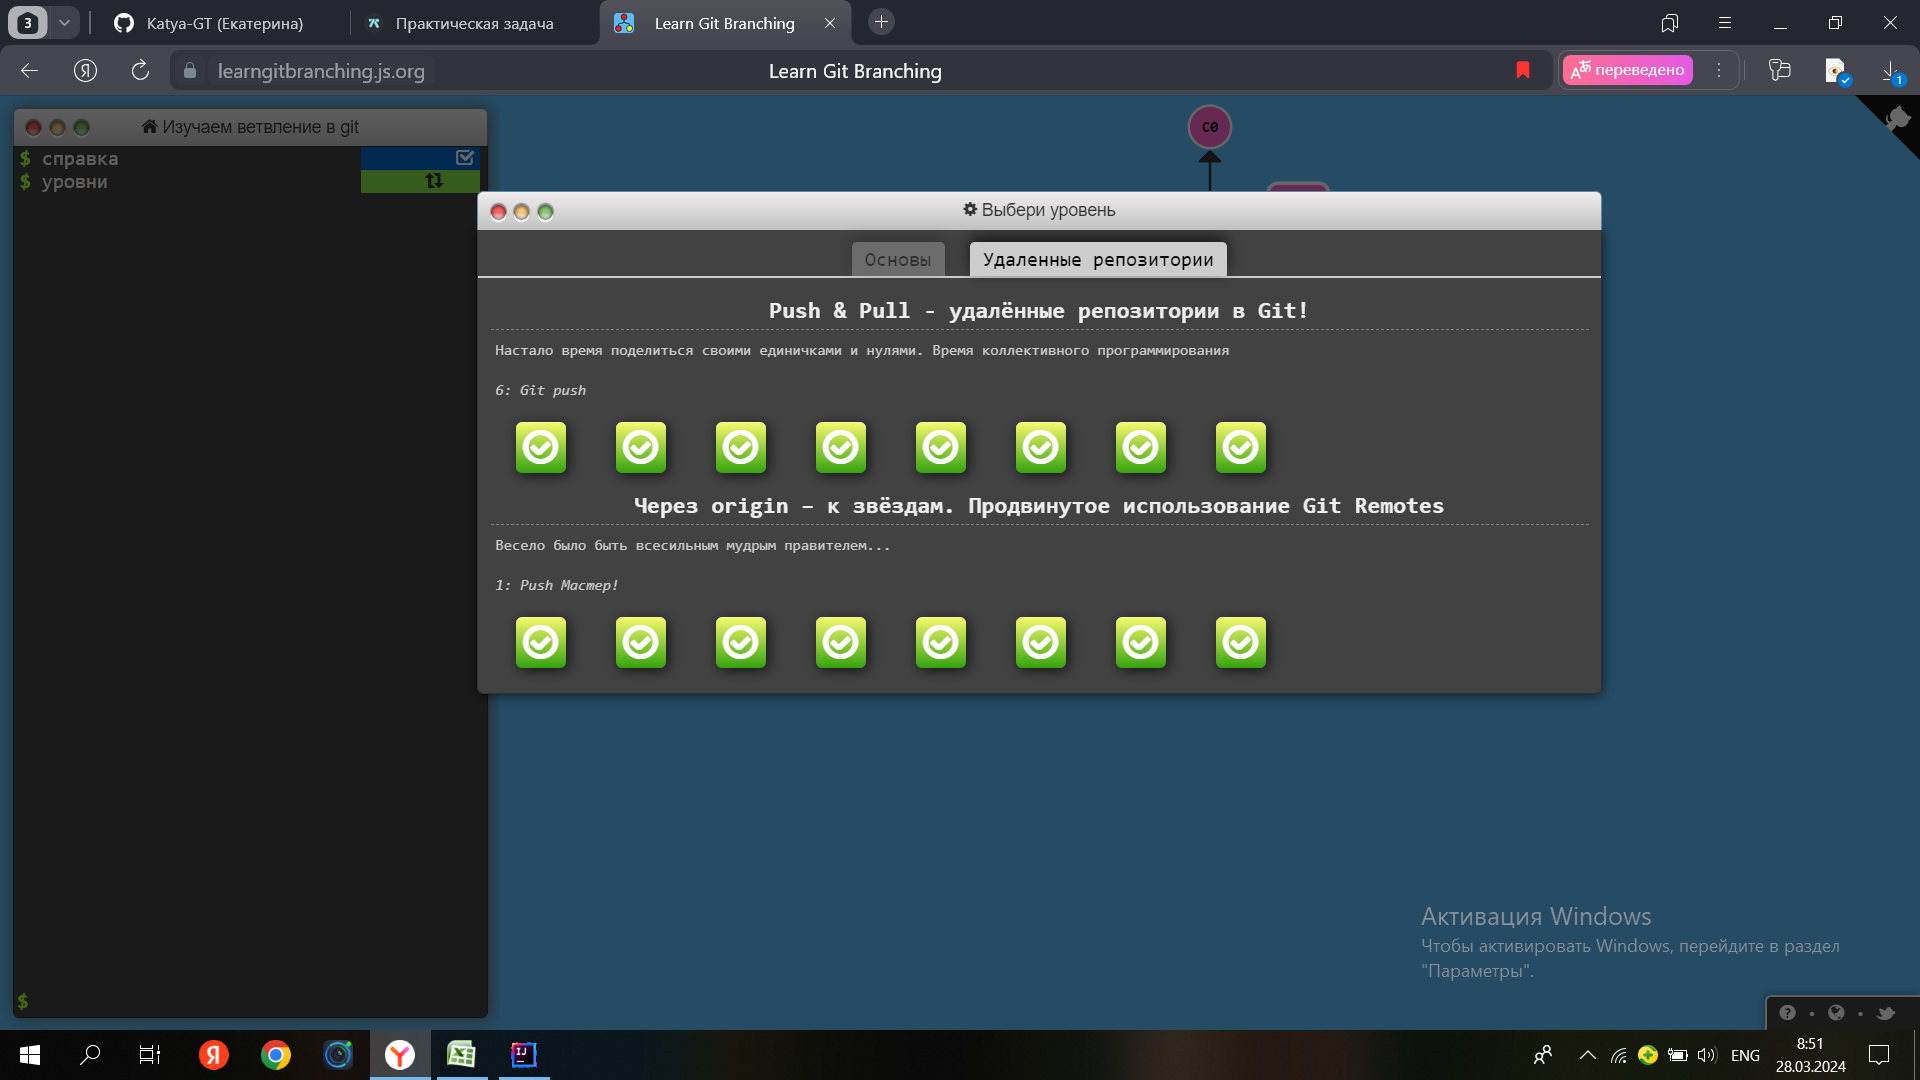 3
Katya-GT (Екатерина)
Практическая задача
Learn Git Branching
Я
learngitbranching.js.org
Learn Git Branching
переведено
1
Изучаем ветвление в git
$ справка
$ уровни
$
C0
Выбери уровень
Основы
Удаленные репозитории
Push & Pull - удалённые репозитории в Git!
Настало время поделиться своими единичками и нулями. Время коллективного программирования
6: Git push
Через origin – к звёздам. Продвинутое использование Git Remotes
Весело было быть всесильным мудрым правителем...
1: Push Мастер!
Активация Windows
Чтобы активировать Windows, перейдите в раздел
"Параметры".
Я
Y
IJ
ENG
8:51
28.03.2024